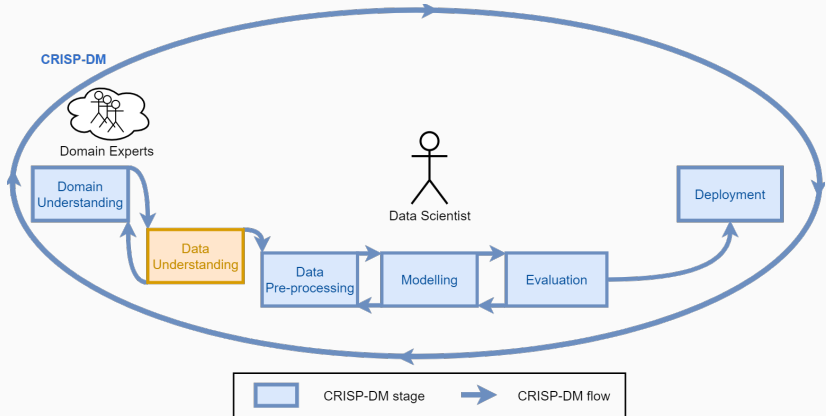 CRISP-DM
Domain Experts
Domain
Understanding
Data Scientist
Deployment
Data
Understanding
Data
Pre-processing
Modelling
Evaluation
CRISP-DM stage
CRISP-DM flow